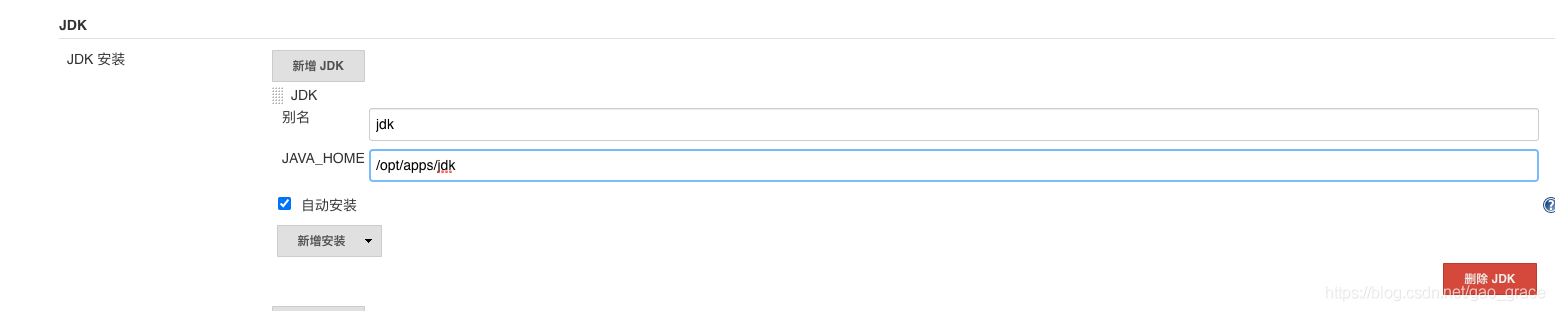 JDK
JDK 安装
新增 JDK
JDK
别名
jdk
JAVA_HOME
/opt/apps/jdk
自动安装
?
新增安装
删除 JDK
https://blog.csdn.net/gao_grace